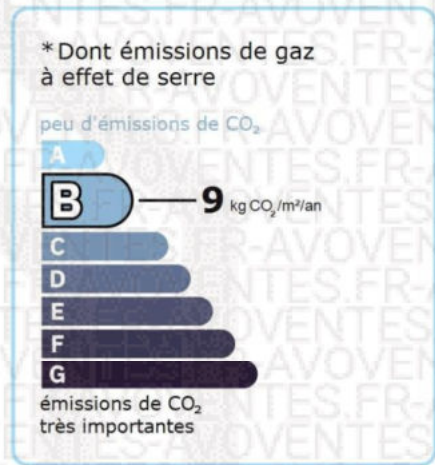 * Dont émissions de gaz
à effet de serre
peu d'émissions de CO₂
A
B 9 kg CO₂/m²/an
C
D
E
F
G
émissions de CO₂
très importantes